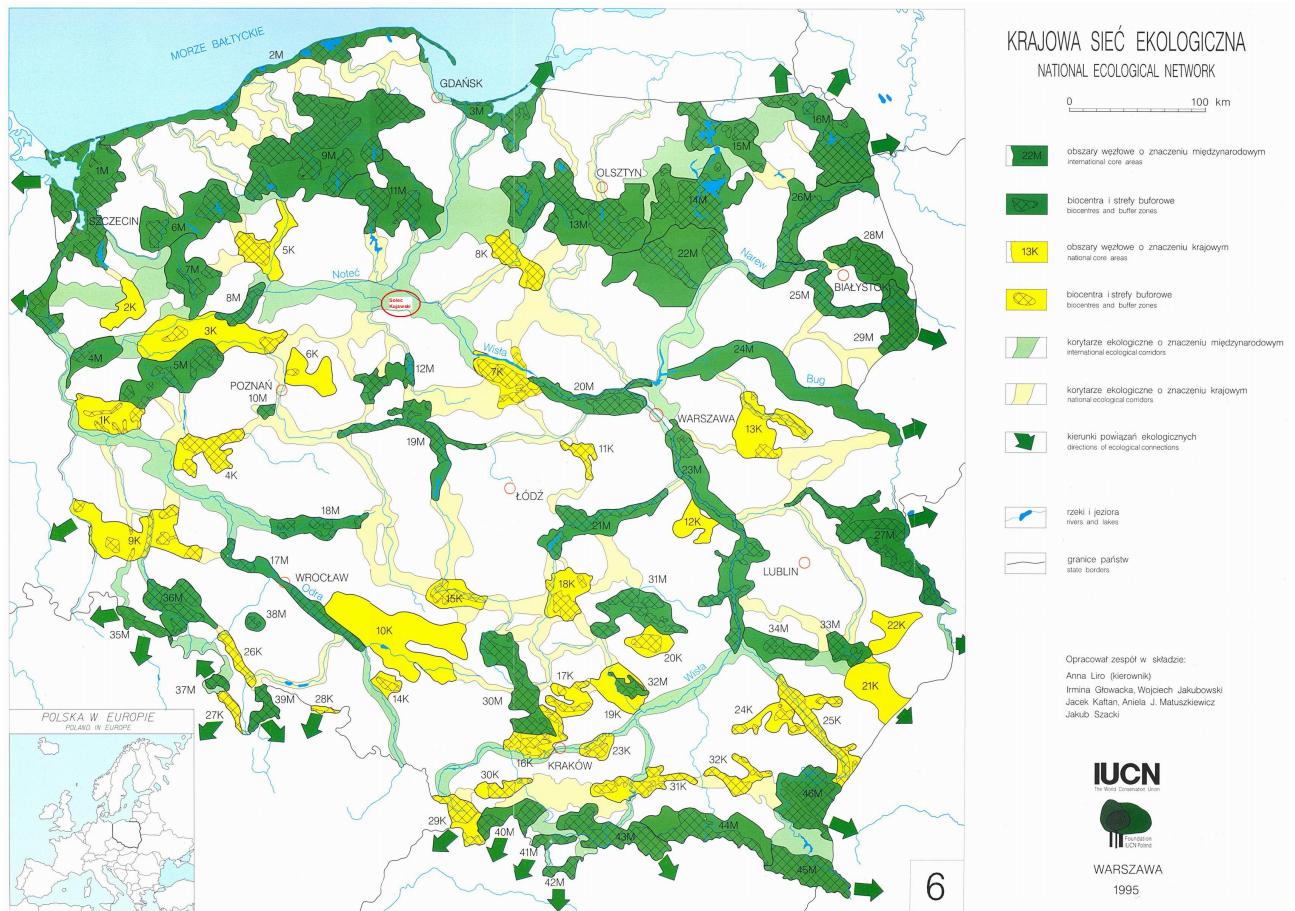 KRAJOWA SIEĆ EKOLOGICZNA
NATIONAL ECOLOGICAL NETWORK
0 100 km
22M
obszary węzłowe o znaczeniu międzynarodowym
international core areas
biocentra i strefy buforowe
biocentres and buffer zones
13K
obszary węzłowe o znaczeniu krajowym
national core areas
biocentra i strefy buforowe
biocentres and buffer zones
korytarze ekologiczne o znaczeniu międzynarodowym
international ecological corridors
korytarze ekologiczne o znaczeniu krajowym
national ecological corridors
kierunki powiązań ekologicznych
directions of ecological connections
rzeki i jeziora
rivers and lakes
granice państw
state borders
Opracował zespół w składzie:
Anna Liro (kierownik)
Irmina Głowacka, Wojciech Jakubowski
Jacek Kaftan, Aniela J. Matuszkiewicz
Jakub Szacki
IUCN
The World Conservation Union
Foundation
IUCN Poland
WARSZAWA
1995
MORZE BAŁTYCKIE
2M
GDAŃSK
3M
16M
15M
9M
1M
OLSZTYN
11M
14M
26M
SZCZECIN
6M
13M
28M
5K
8K
22M
Narew
7M
Noteć
BIAŁYSTOK
8M
25M
2K
Solec
Kujawski
3K
29M
4M
Wisła
24M
6K
5M
12M
7K
Bug
POZNAŃ
10M
20M
1K
WARSZAWA
13K
19M
11K
4K
23M
ŁÓDŹ
18M
21M
12K
9K
27M
17M
LUBLIN
WROCŁAW
31M
18K
36M
Odra
15K
38M
34M
33M
22K
35M
10K
26K
20K
Wisła
37M
17K
32M
21K
39M
28K
14K
30M
27K
19K
24K
25K
23K
16K
KRAKÓW
32K
30K
31K
46M
29K
40M
43M
44M
41M
42M
45M
POLSKA W EUROPIE
POLAND IN EUROPE
6